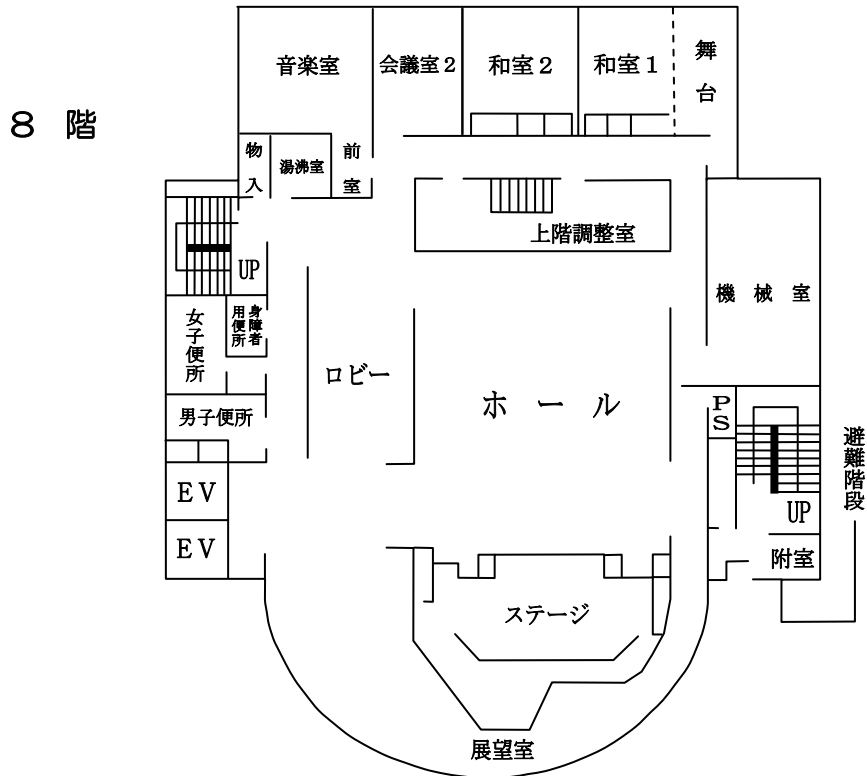 ８ 階
音楽室
会議室２
和室２
和室１
舞台
物入
湯沸室
前室
上階調整室
UP
機械室
女子便所
身障者用便所
ロビー
ホール
男子便所
PS
避難階段
EV
EV
UP
附室
ステージ
展望室